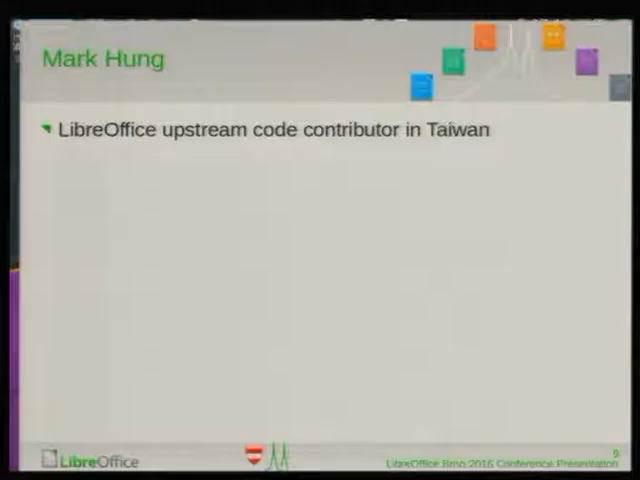 Mark Hung
LibreOffice upstream code contributor in Taiwan
LibreOffice
9
LibreOffice Brno 2016 Conference Presentation